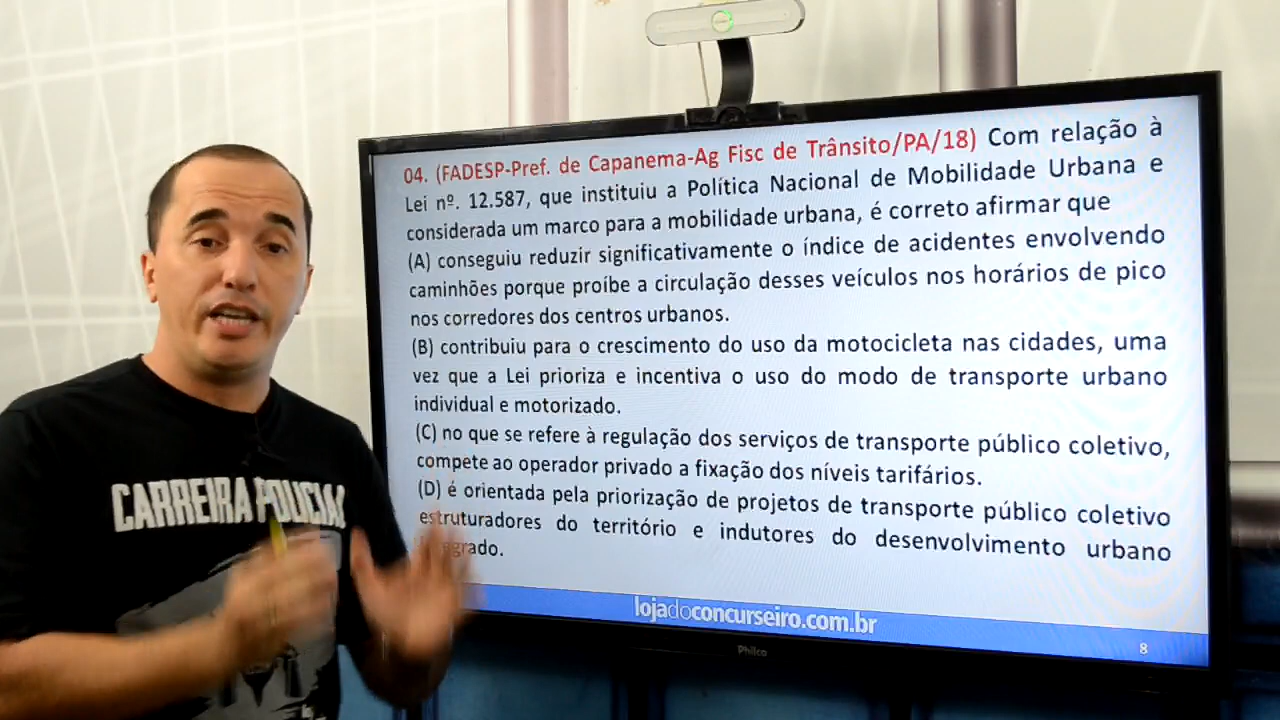 04. (FADESP-Pref. de Capanema-Ag Fisc de Trânsito/PA/18) Com relação à
Lei nº. 12.587, que instituiu a Política Nacional de Mobilidade Urbana e
considerada um marco para a mobilidade urbana, é correto afirmar que
(A) conseguiu reduzir significativamente o índice de acidentes envolvendo
caminhões porque proíbe a circulação desses veículos nos horários de pico
nos corredores dos centros urbanos.
(B) contribuiu para o crescimento do uso da motocicleta nas cidades, uma
vez que a Lei prioriza e incentiva o uso do modo de transporte urbano
individual e motorizado.
(C) no que se refere à regulação dos serviços de transporte público coletivo,
compete ao operador privado a fixação dos níveis tarifários.
(D) é orientada pela priorização de projetos de transporte público coletivo
estruturadores do território e indutores do desenvolvimento urbano
lojadoconcurseiro.com.br
8
Philco
CARREIRA POLICIAL